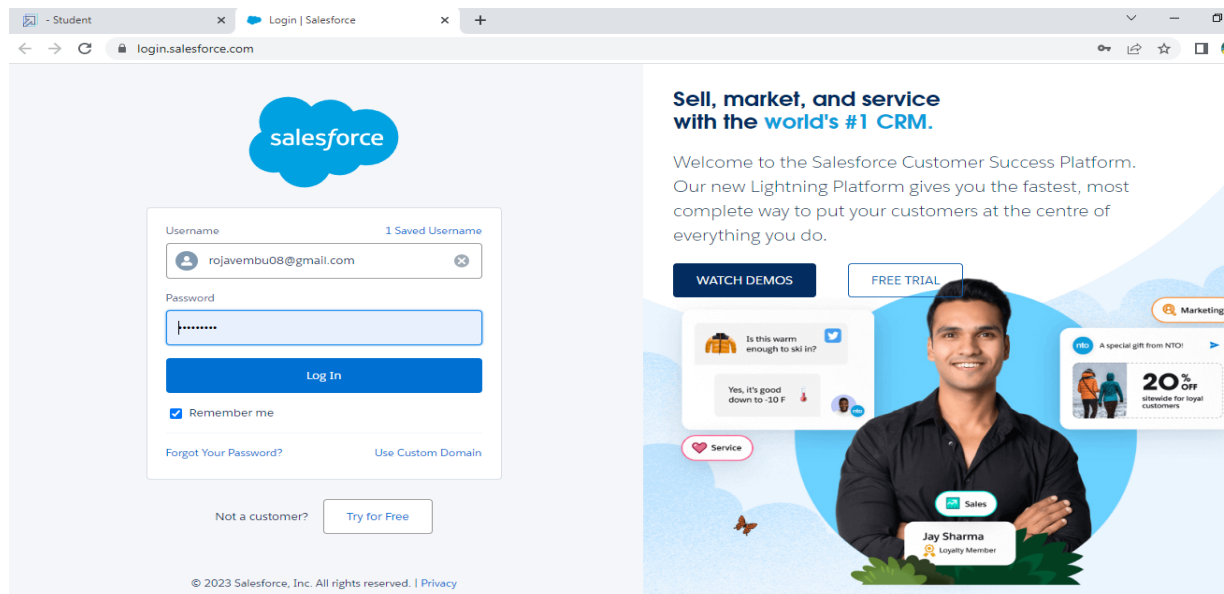 - Student
Login | Salesforce
login.salesforce.com
salesforce
Username
1 Saved Username
rojavembu08@gmail.com
Password
•••••••••
Log In
Remember me
Forgot Your Password?
Use Custom Domain
Not a customer?
Try for Free
© 2023 Salesforce, Inc. All rights reserved. | Privacy
Sell, market, and service
with the world's #1 CRM.
Welcome to the Salesforce Customer Success Platform.
Our new Lightning Platform gives you the fastest, most
complete way to put your customers at the centre of
everything you do.
WATCH DEMOS
FREE TRIAL
Marketing
Is this warm
enough to ski in?
Yes, it's good
down to -10 F
nto
nto
A special gift from NTO!
20% OFF
sitewide for loyal
customers
Service
Sales
Jay Sharma
Loyalty Member